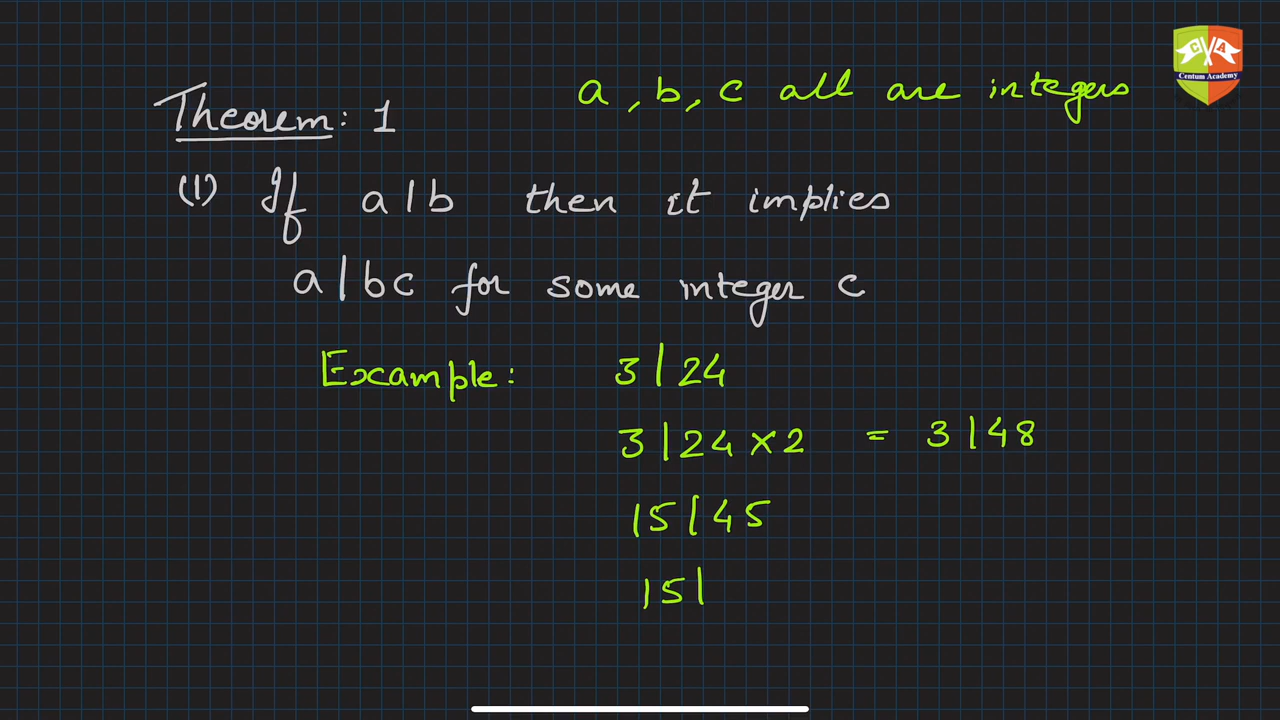 a, b, c all are integers
Theorem: 1
(1) If a | b then it implies
a | bc for some integer c
Example: 3 | 24
3 | 24 × 2 = 3 | 48
15 | 45
15 |
C A
Centum Academy